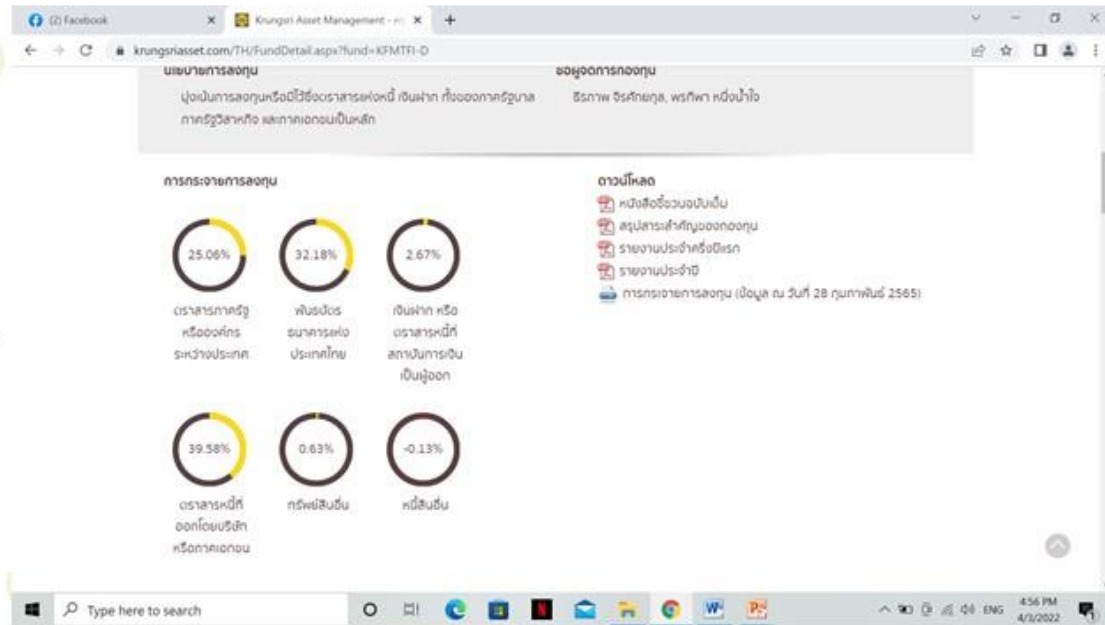 (2) Facebook
Krungsri Asset Management - ก
krungsriasset.com/TH/FundDetail.aspx?fund=KFMTFI-D
นโยบายการลงทุน
ชื่อผู้จัดการกองทุน
มุ่งเน้นการลงทุนหรือมีไว้ซึ่งตราสารแห่งหนี้ เงินฝาก ทั้งของภาครัฐบาล
ภาครัฐวิสาหกิจ และภาคเอกชนเป็นหลัก
ธีรภาพ จิรศักยกุล, พรทิพา หนึ่งน้ำใจ
การกระจายการลงทุน
25.06%
ตราสารภาครัฐ
หรือองค์กร
ระหว่างประเทศ
32.18%
พันธบัตร
ธนาคารแห่ง
ประเทศไทย
2.67%
เงินฝาก หรือ
ตราสารหนี้ที่
สถาบันการเงิน
เป็นผู้ออก
39.58%
ตราสารหนี้ที่
ออกโดยบริษัท
หรือภาคเอกชน
0.63%
ทรัพย์สินอื่น
-0.13%
หนี้สินอื่น
ดาวน์โหลด
หนังสือชี้ชวนฉบับเต็ม
สรุปสาระสำคัญของกองทุน
รายงานประจำครึ่งปีแรก
รายงานประจำปี
การกระจายการลงทุน (ข้อมูล ณ วันที่ 28 กุมภาพันธ์ 2565)
Type here to search
ENG
4:56 PM
4/3/2022